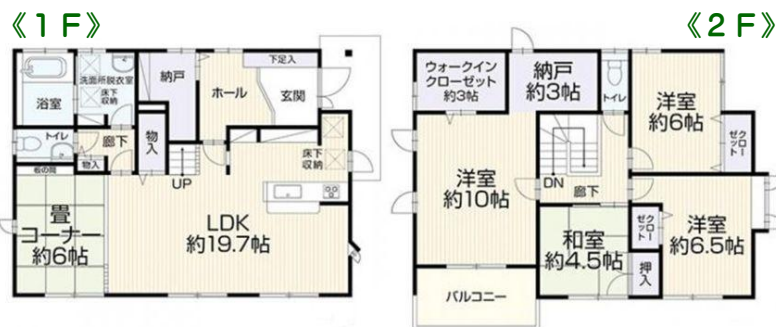 《１Ｆ》
浴室
洗面所脱衣室
床下
収納
納戸
下足入
ホール
玄関
トイレ
物入
廊下
物入
床下
収納
板の間
UP
畳
コーナー
約6帖
LDK
約19.7帖
《２Ｆ》
ウォークイン
クローゼット
約3帖
納戸
約3帖
トイレ
洋室
約6帖
クロー
ゼット
洋室
約10帖
DN
廊下
和室
約4.5帖
クロー
ゼット
押入
洋室
約6.5帖
バルコニー